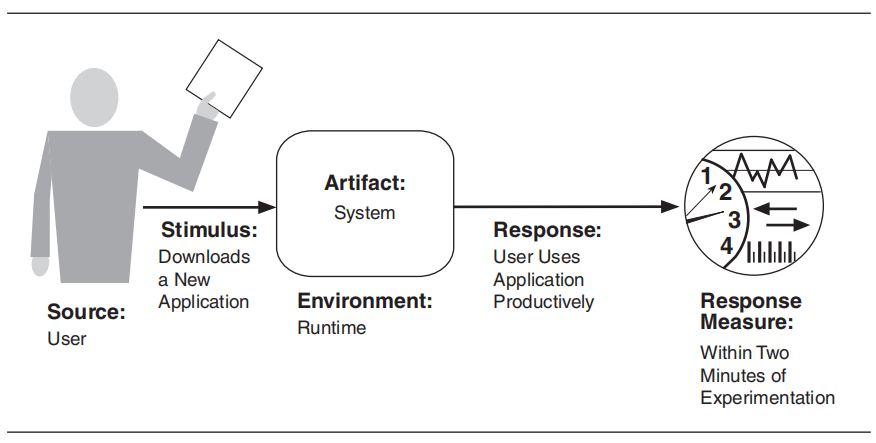 Source:
User
Stimulus:
Downloads
a New
Application
Artifact:
System
Environment:
Runtime
Response:
User Uses
Application
Productively
1
2
3
4
Response
Measure:
Within Two
Minutes of
Experimentation